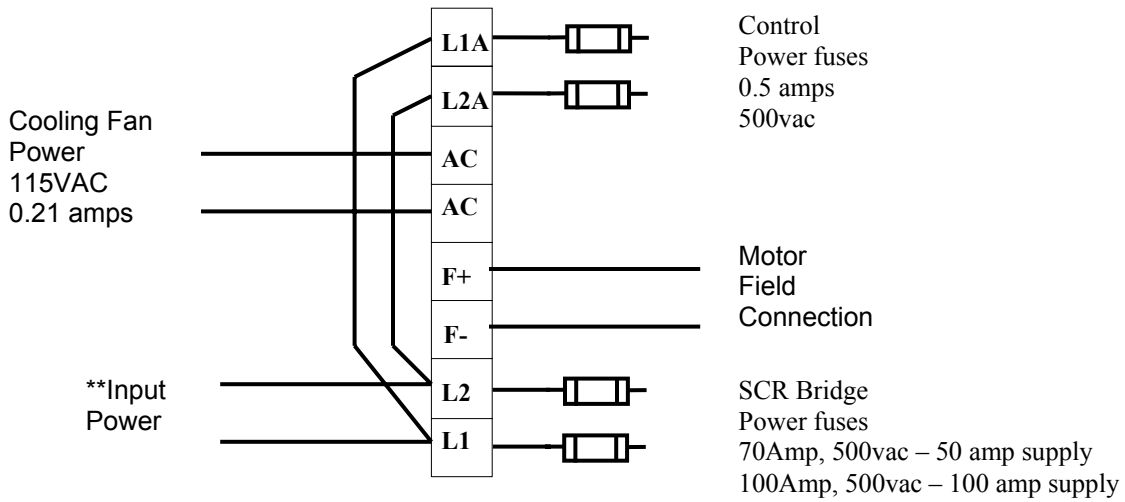 Cooling Fan
Power
115VAC
0.21 amps
**Input
Power
L1A
L2A
AC
AC
F+
F-
L2
L1
Control
Power fuses
0.5 amps
500vac
Motor
Field
Connection
SCR Bridge
Power fuses
70Amp, 500vac – 50 amp supply
100Amp, 500vac – 100 amp supply